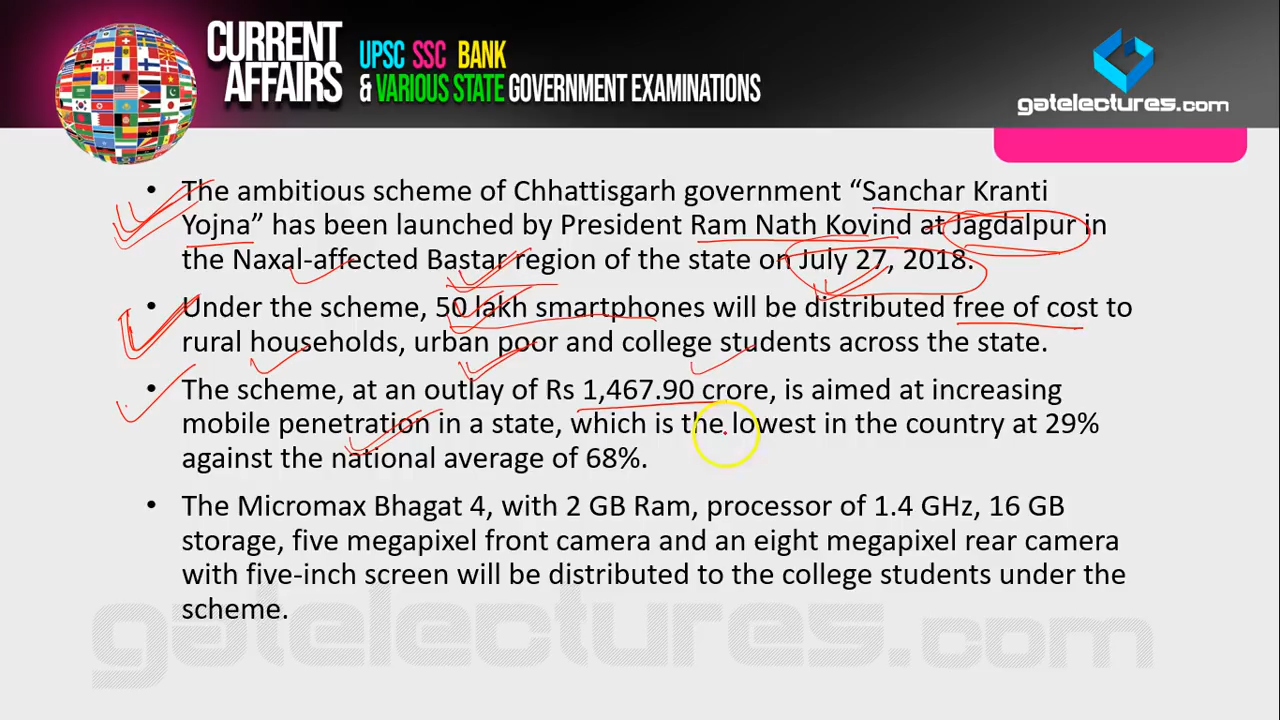 CURRENT
AFFAIRS
UPSC SSC BANK
& VARIOUS STATE GOVERNMENT EXAMINATIONS
gatelectures.com
• The ambitious scheme of Chhattisgarh government “Sanchar Kranti
Yojna” has been launched by President Ram Nath Kovind at Jagdalpur in
the Naxal-affected Bastar region of the state on July 27, 2018.
• Under the scheme, 50 lakh smartphones will be distributed free of cost to
rural households, urban poor and college students across the state.
• The scheme, at an outlay of Rs 1,467.90 crore, is aimed at increasing
mobile penetration in a state, which is the lowest in the country at 29%
against the national average of 68%.
• The Micromax Bhagat 4, with 2 GB Ram, processor of 1.4 GHz, 16 GB
storage, five megapixel front camera and an eight megapixel rear camera
with five-inch screen will be distributed to the college students under the
scheme.
gatelectures.com